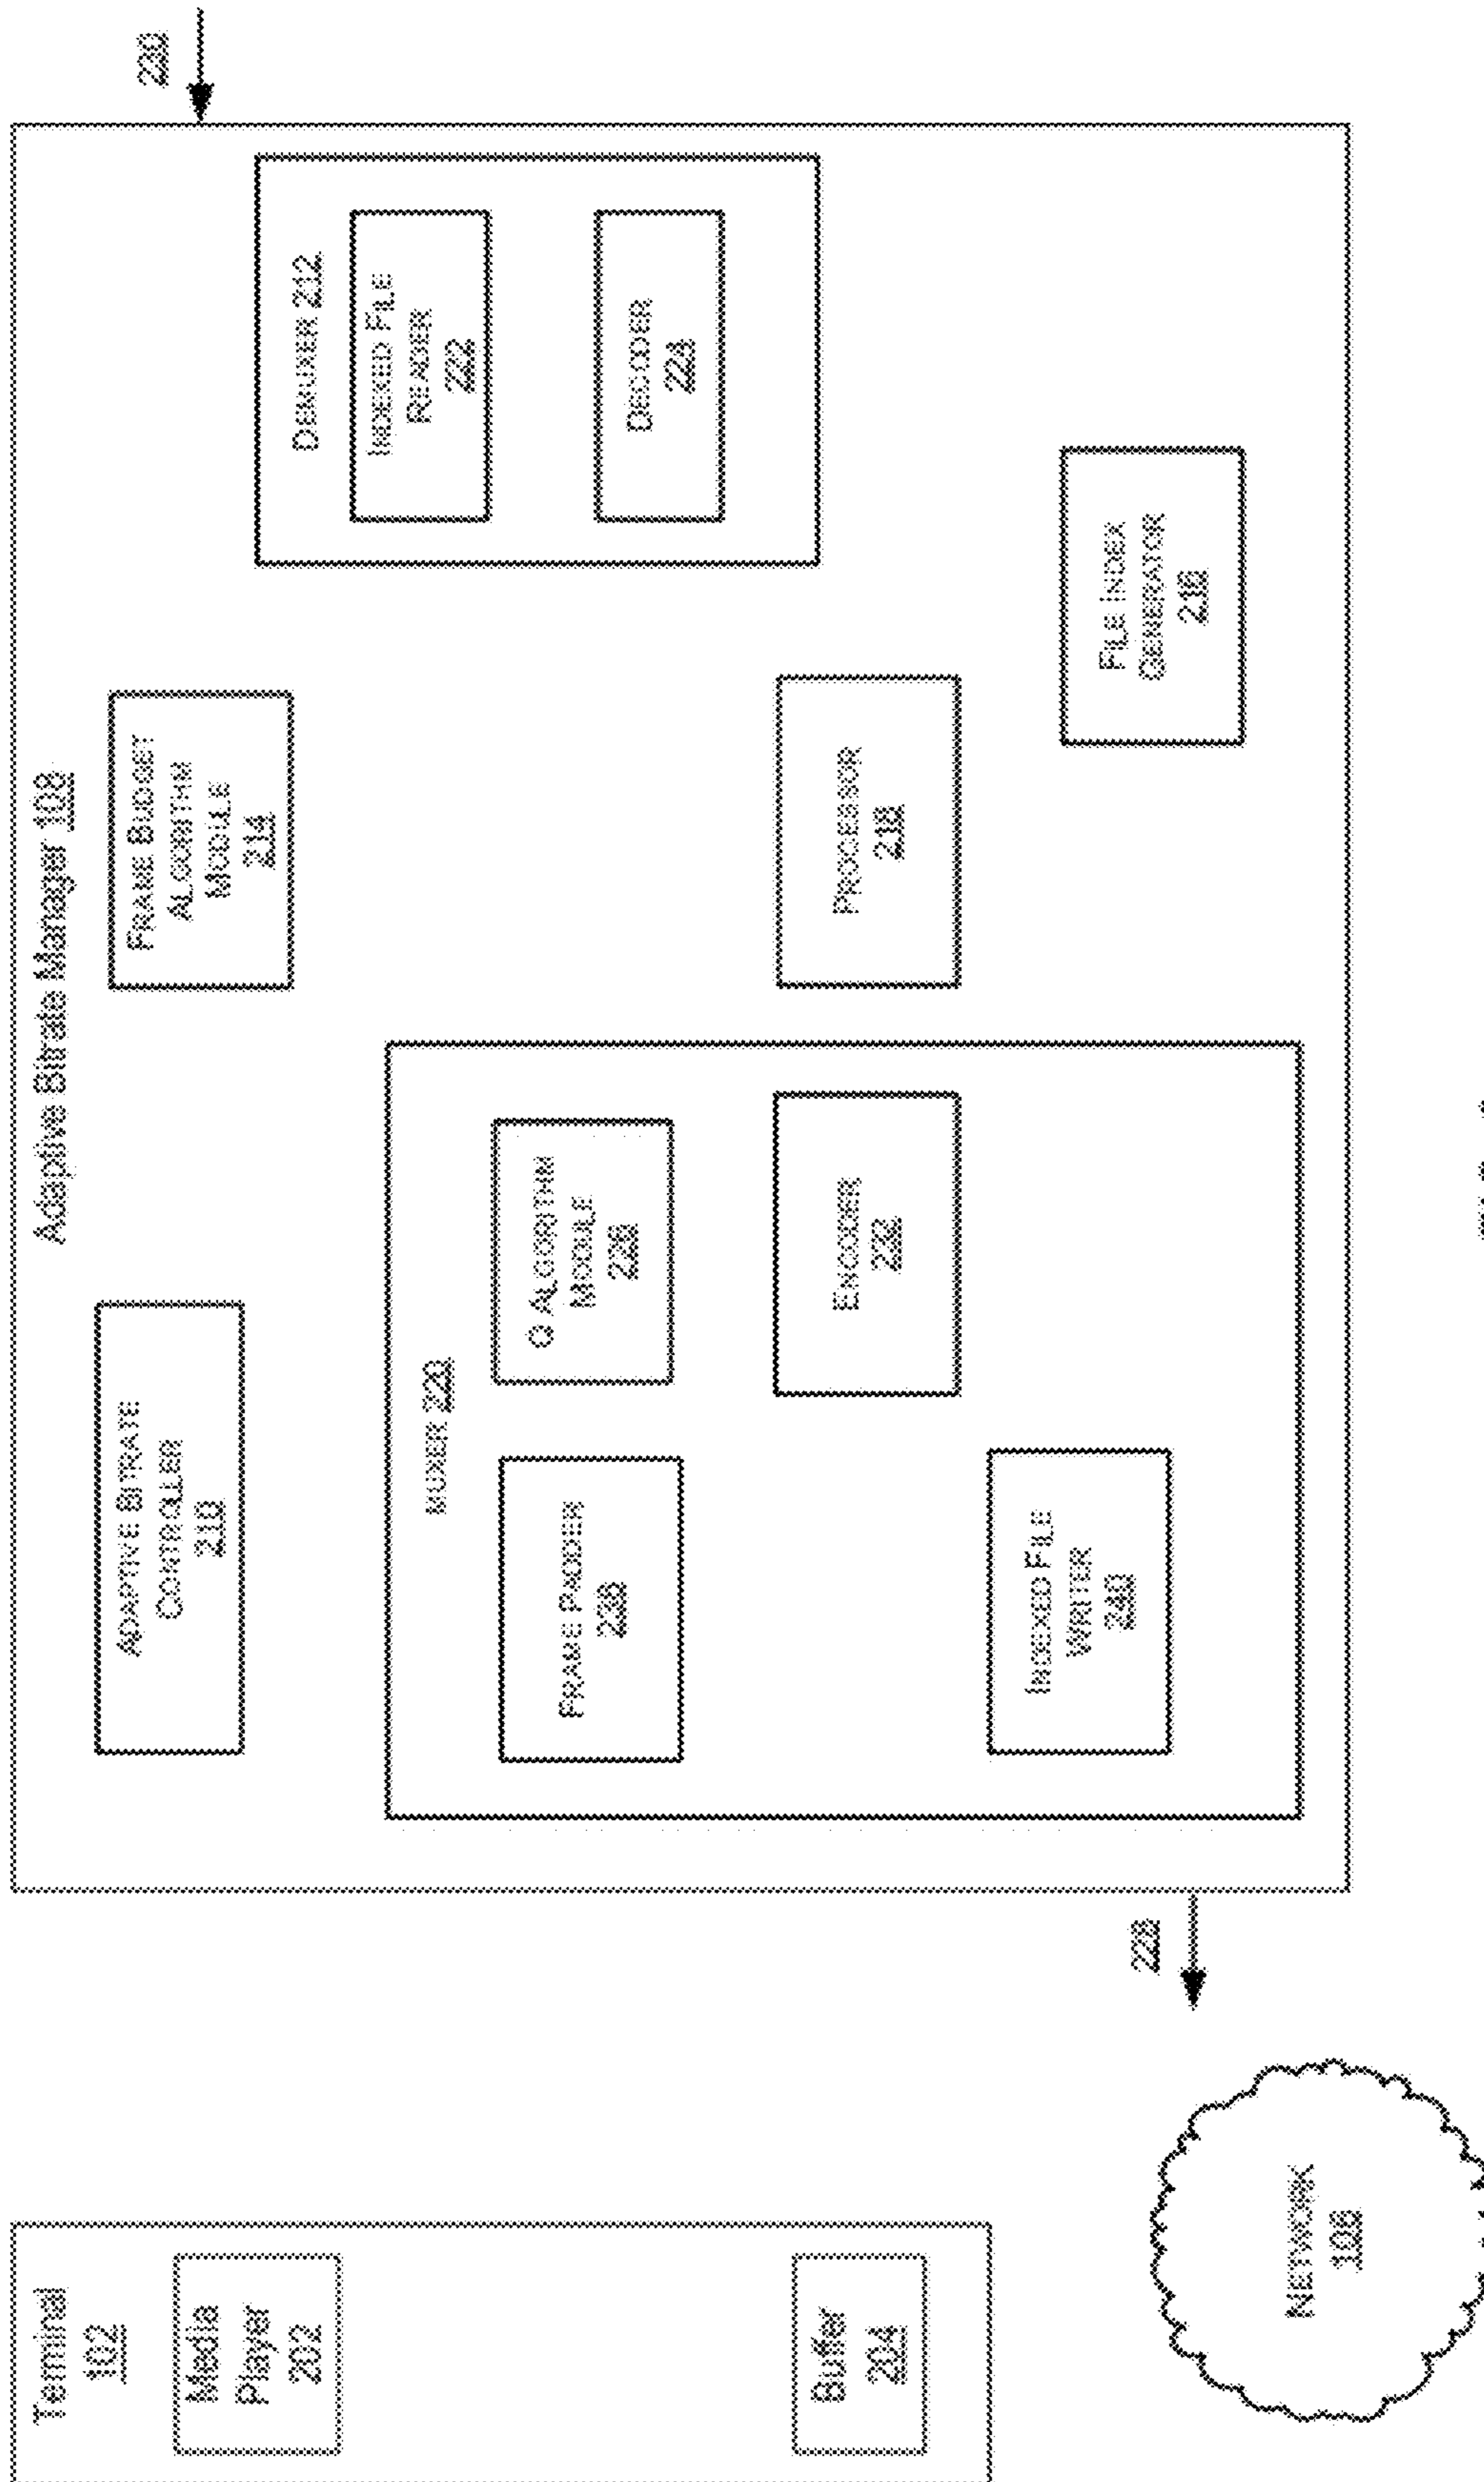 Terminal
102
Media
Player
202
Buffer
204
NETWORK
106
228
Adaptive Bitrate Manager 108
ADAPTIVE BITRATE
CONTROLLER
210
FRAME BUDGET
ALGORITHM
MODULE
214
DEMUXER 212
INDEXED FILE
READER
222
DECODER
224
MUXER 220
FRAME PADDER
Q ALGORITHM
MODULE
ENCODER
232
INDEXED FILE
WRITER
240
PROCESSOR
218
FILE INDEX
GENERATOR
216
230